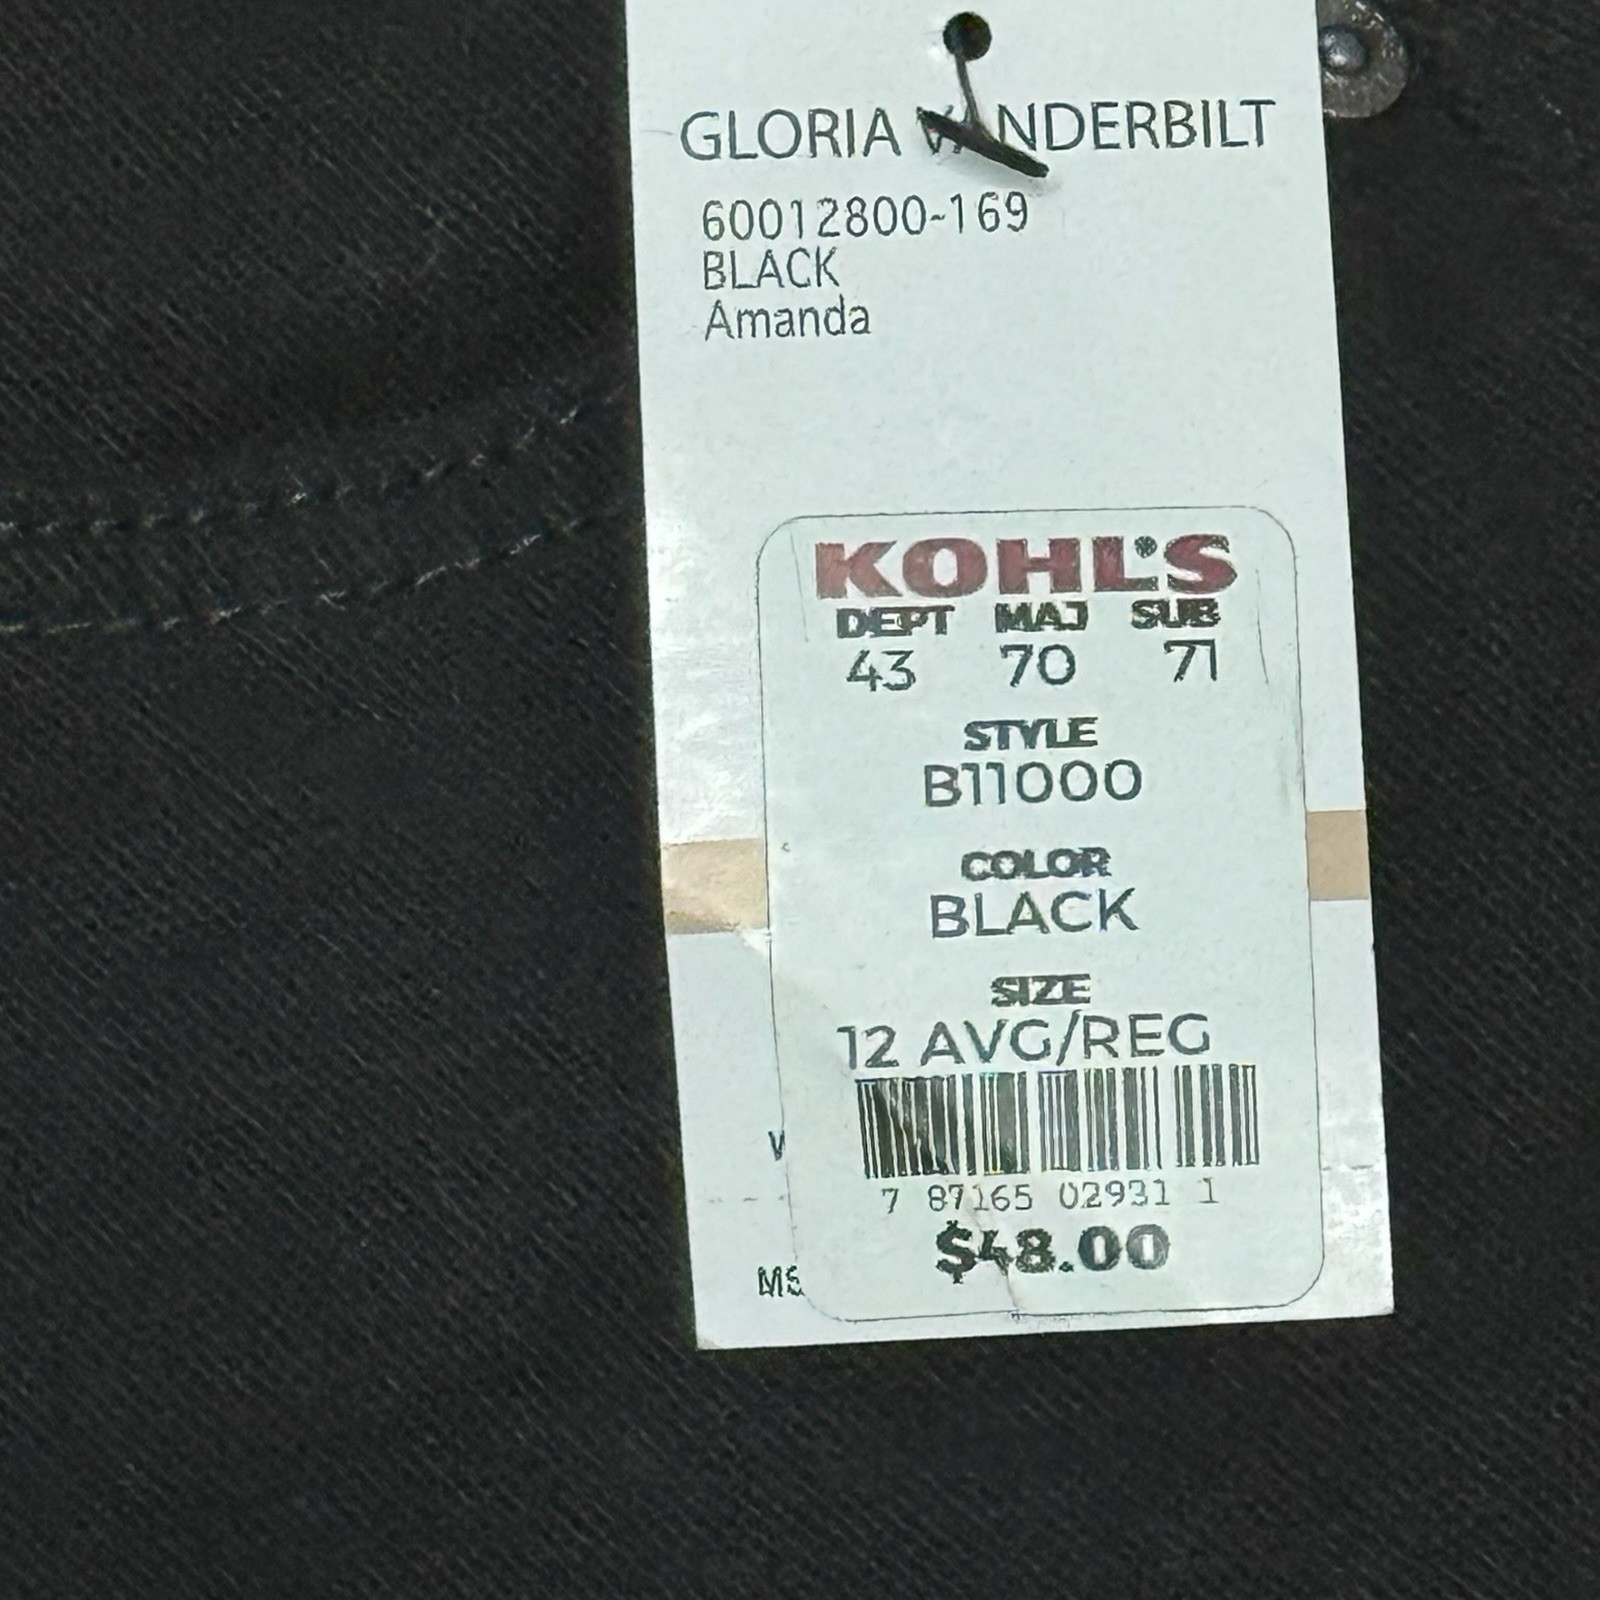 GLORIA VANDERBILT
60012800-169
BLACK
Amanda
KOHL'S
DEPT MAJ SUB
43 70 71
STYLE
B11000
COLOR
BLACK
SIZE
12 AVG/REG
7 87165 02931 1
$48.00